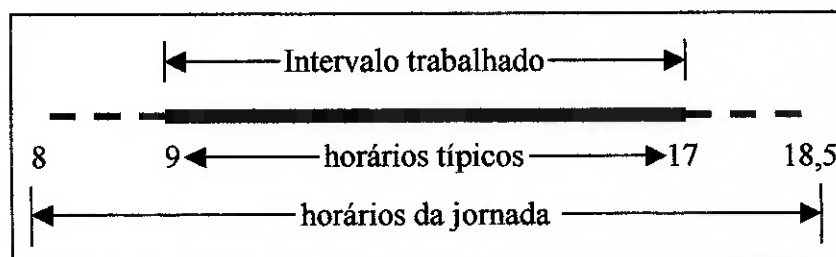 Intervalo trabalhado
8 9 horários típicos 17 18,5
horários da jornada